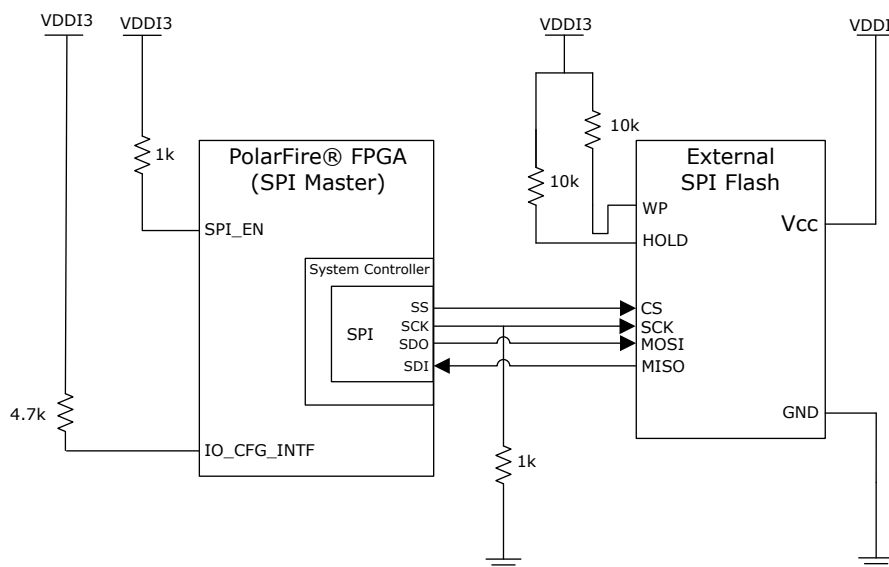 VDDI3
VDDI3
VDDI3
VDDI
1k
PolarFire® FPGA
(SPI Master)
10k
10k
External
SPI Flash
WP
Vcc
SPI_EN
HOLD
System Controller
SS
CS
SPI
SCK
SCK
SDO
MOSI
SDI
MISO
4.7k
GND
IO_CFG_INTF
1k